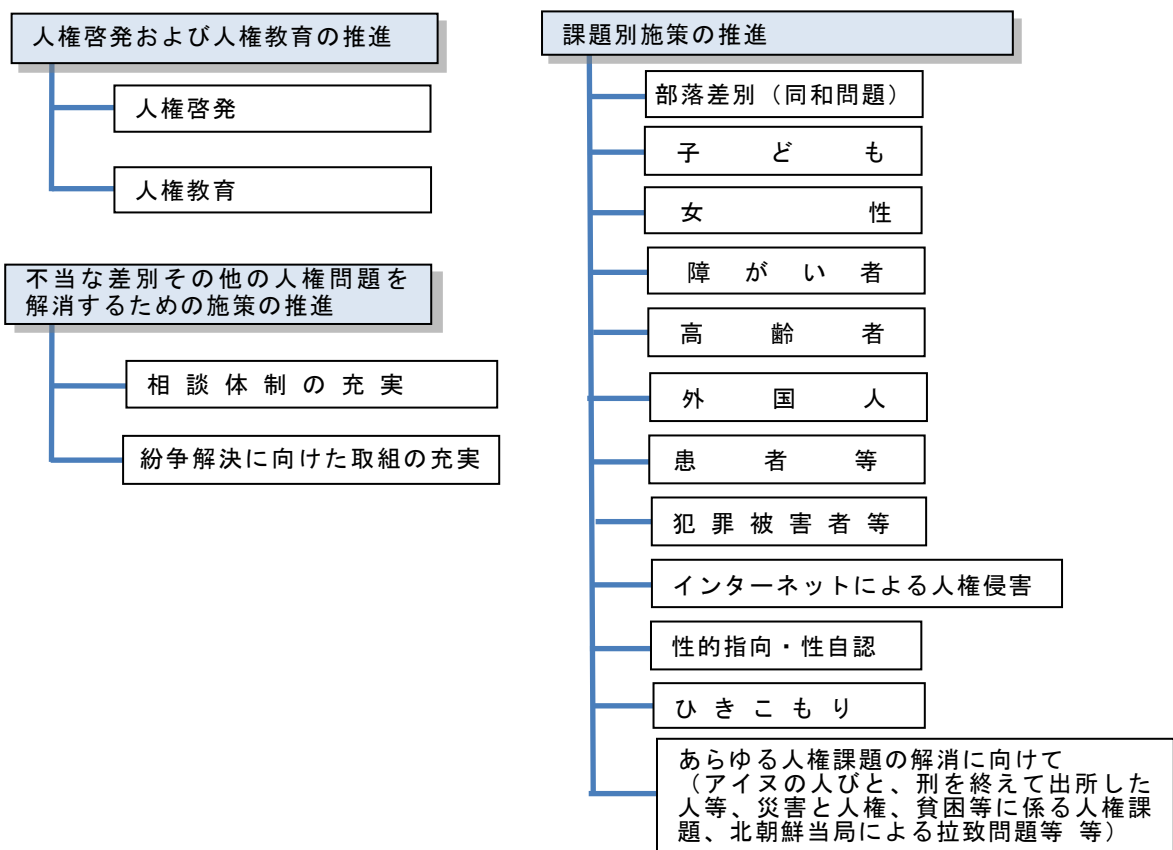 人権啓発および人権教育の推進
人権啓発
人権教育
不当な差別その他の人権問題を
解消するための施策の推進
相談体制の充実
紛争解決に向けた取組の充実
課題別施策の推進
部落差別（同和問題）
子ども
女性
障がい者
高齢者
外国人
患者等
犯罪被害者等
インターネットによる人権侵害
性的指向・性自認
ひきこもり
あらゆる人権課題の解消に向けて
（アイヌの人びと、刑を終えて出所した
人等、災害と人権、貧困等に係る人権課
題、北朝鮮当局による拉致問題等 等）